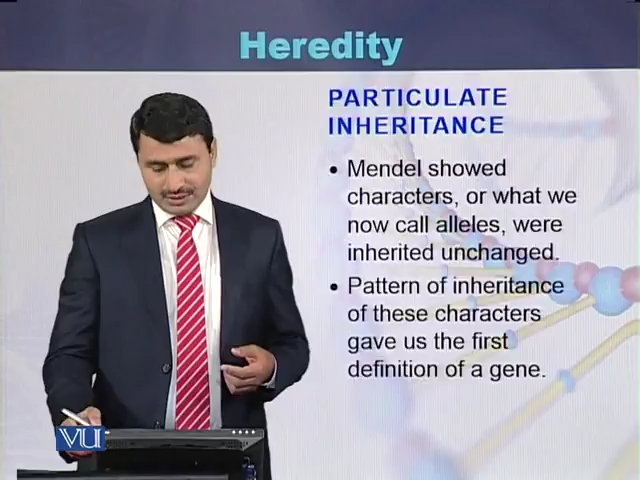 Heredity
PARTICULATE
INHERITANCE
• Mendel showed
characters, or what we
now call alleles, were
inherited unchanged.
• Pattern of inheritance
of these characters
gave us the first
definition of a gene.
VU